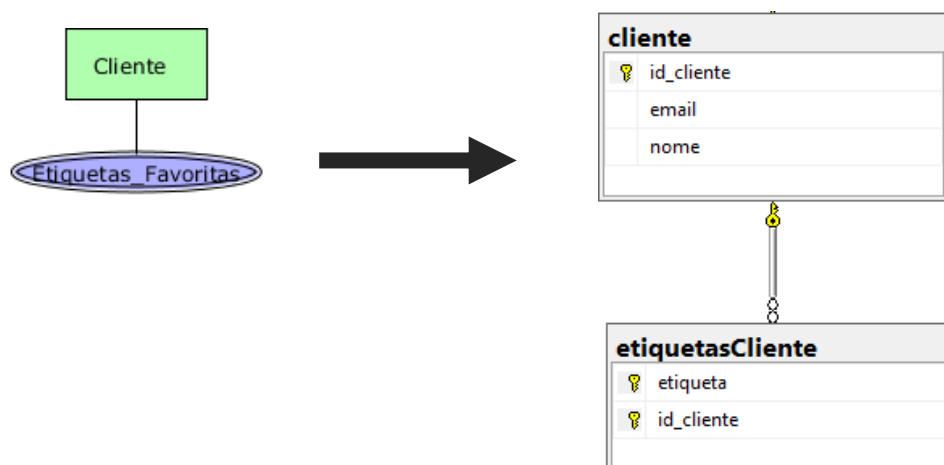 Cliente
Etiquetas_Favoritas
cliente
id_cliente
email
nome
etiquetasCliente
etiqueta
id_cliente